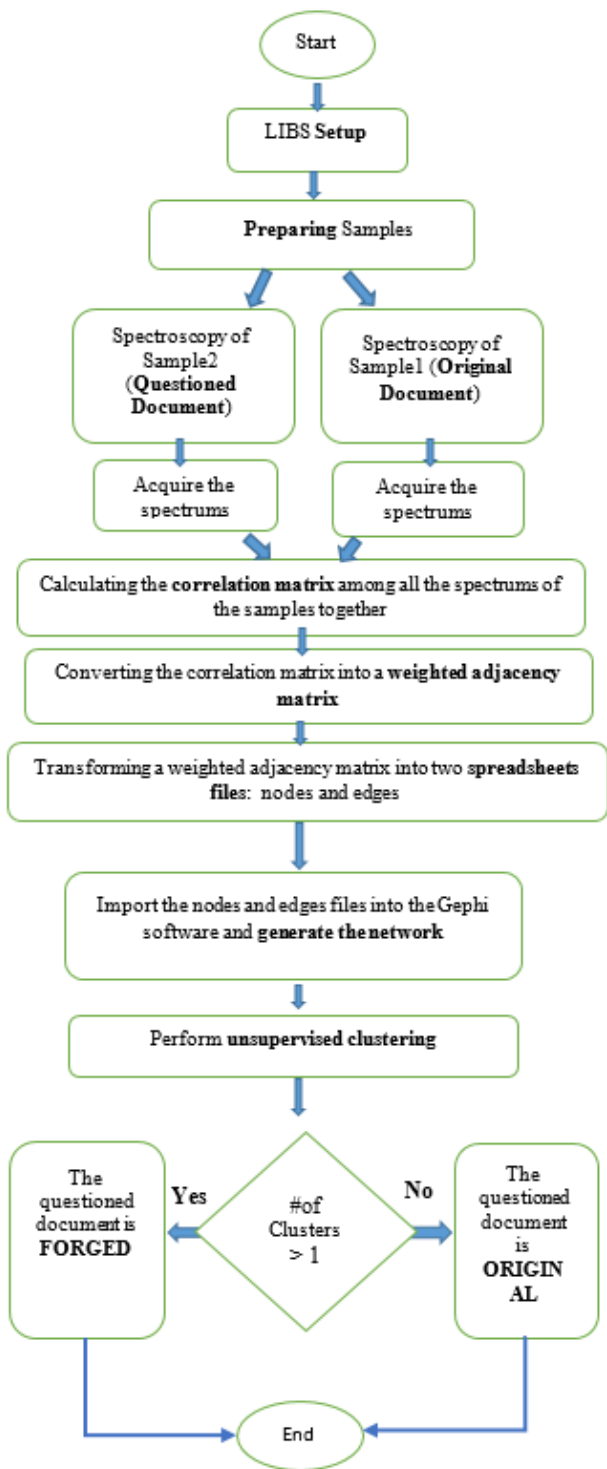 Start
LIBS Setup
Preparing Samples
Spectroscopy of
Sample2
(Questioned
Document)
Spectroscopy of
Sample1 (Original
Document)
Acquire the
spectrums
Acquire the
spectrums
Calculating the correlation matrix among all the spectrums of
the samples together
Converting the correlation matrix into a weighted adjacency
matrix
Transforming a weighted adjacency matrix into two spreadsheets
files: nodes and edges
Import the nodes and edges files into the Gephi
software and generate the network
Perform unsupervised clustering
The
questioned
document is
FORGED
Yes
#of
Clusters
> 1
No
The
questioned
document
is
ORIGIN
AL
End